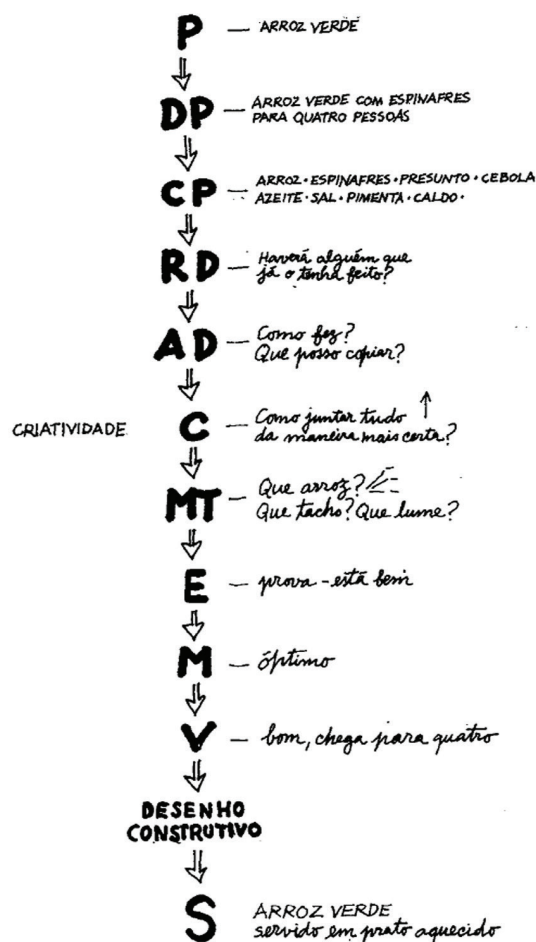 P — ARROZ VERDE
DP — ARROZ VERDE COM ESPINAFRES
PARA QUATRO PESSOAS
CP — ARROZ·ESPINAFRES·PRESUNTO·CEBOLA
AZEITE·SAL·PIMENTA·CALDO·
RD — Haverá alguém que
já o tenha feito?
AD — Como fez?
Que posso copiar?
CRIATIVIDADE C — Como juntar tudo
da maneira mais certa?
MT — Que arroz?
Que tacho? Que lume?
E — prova – está bem
M — óptimo
V — bom, chega para quatro
DESENHO
CONSTRUTIVO
S ARROZ VERDE
servido em prato aquecido